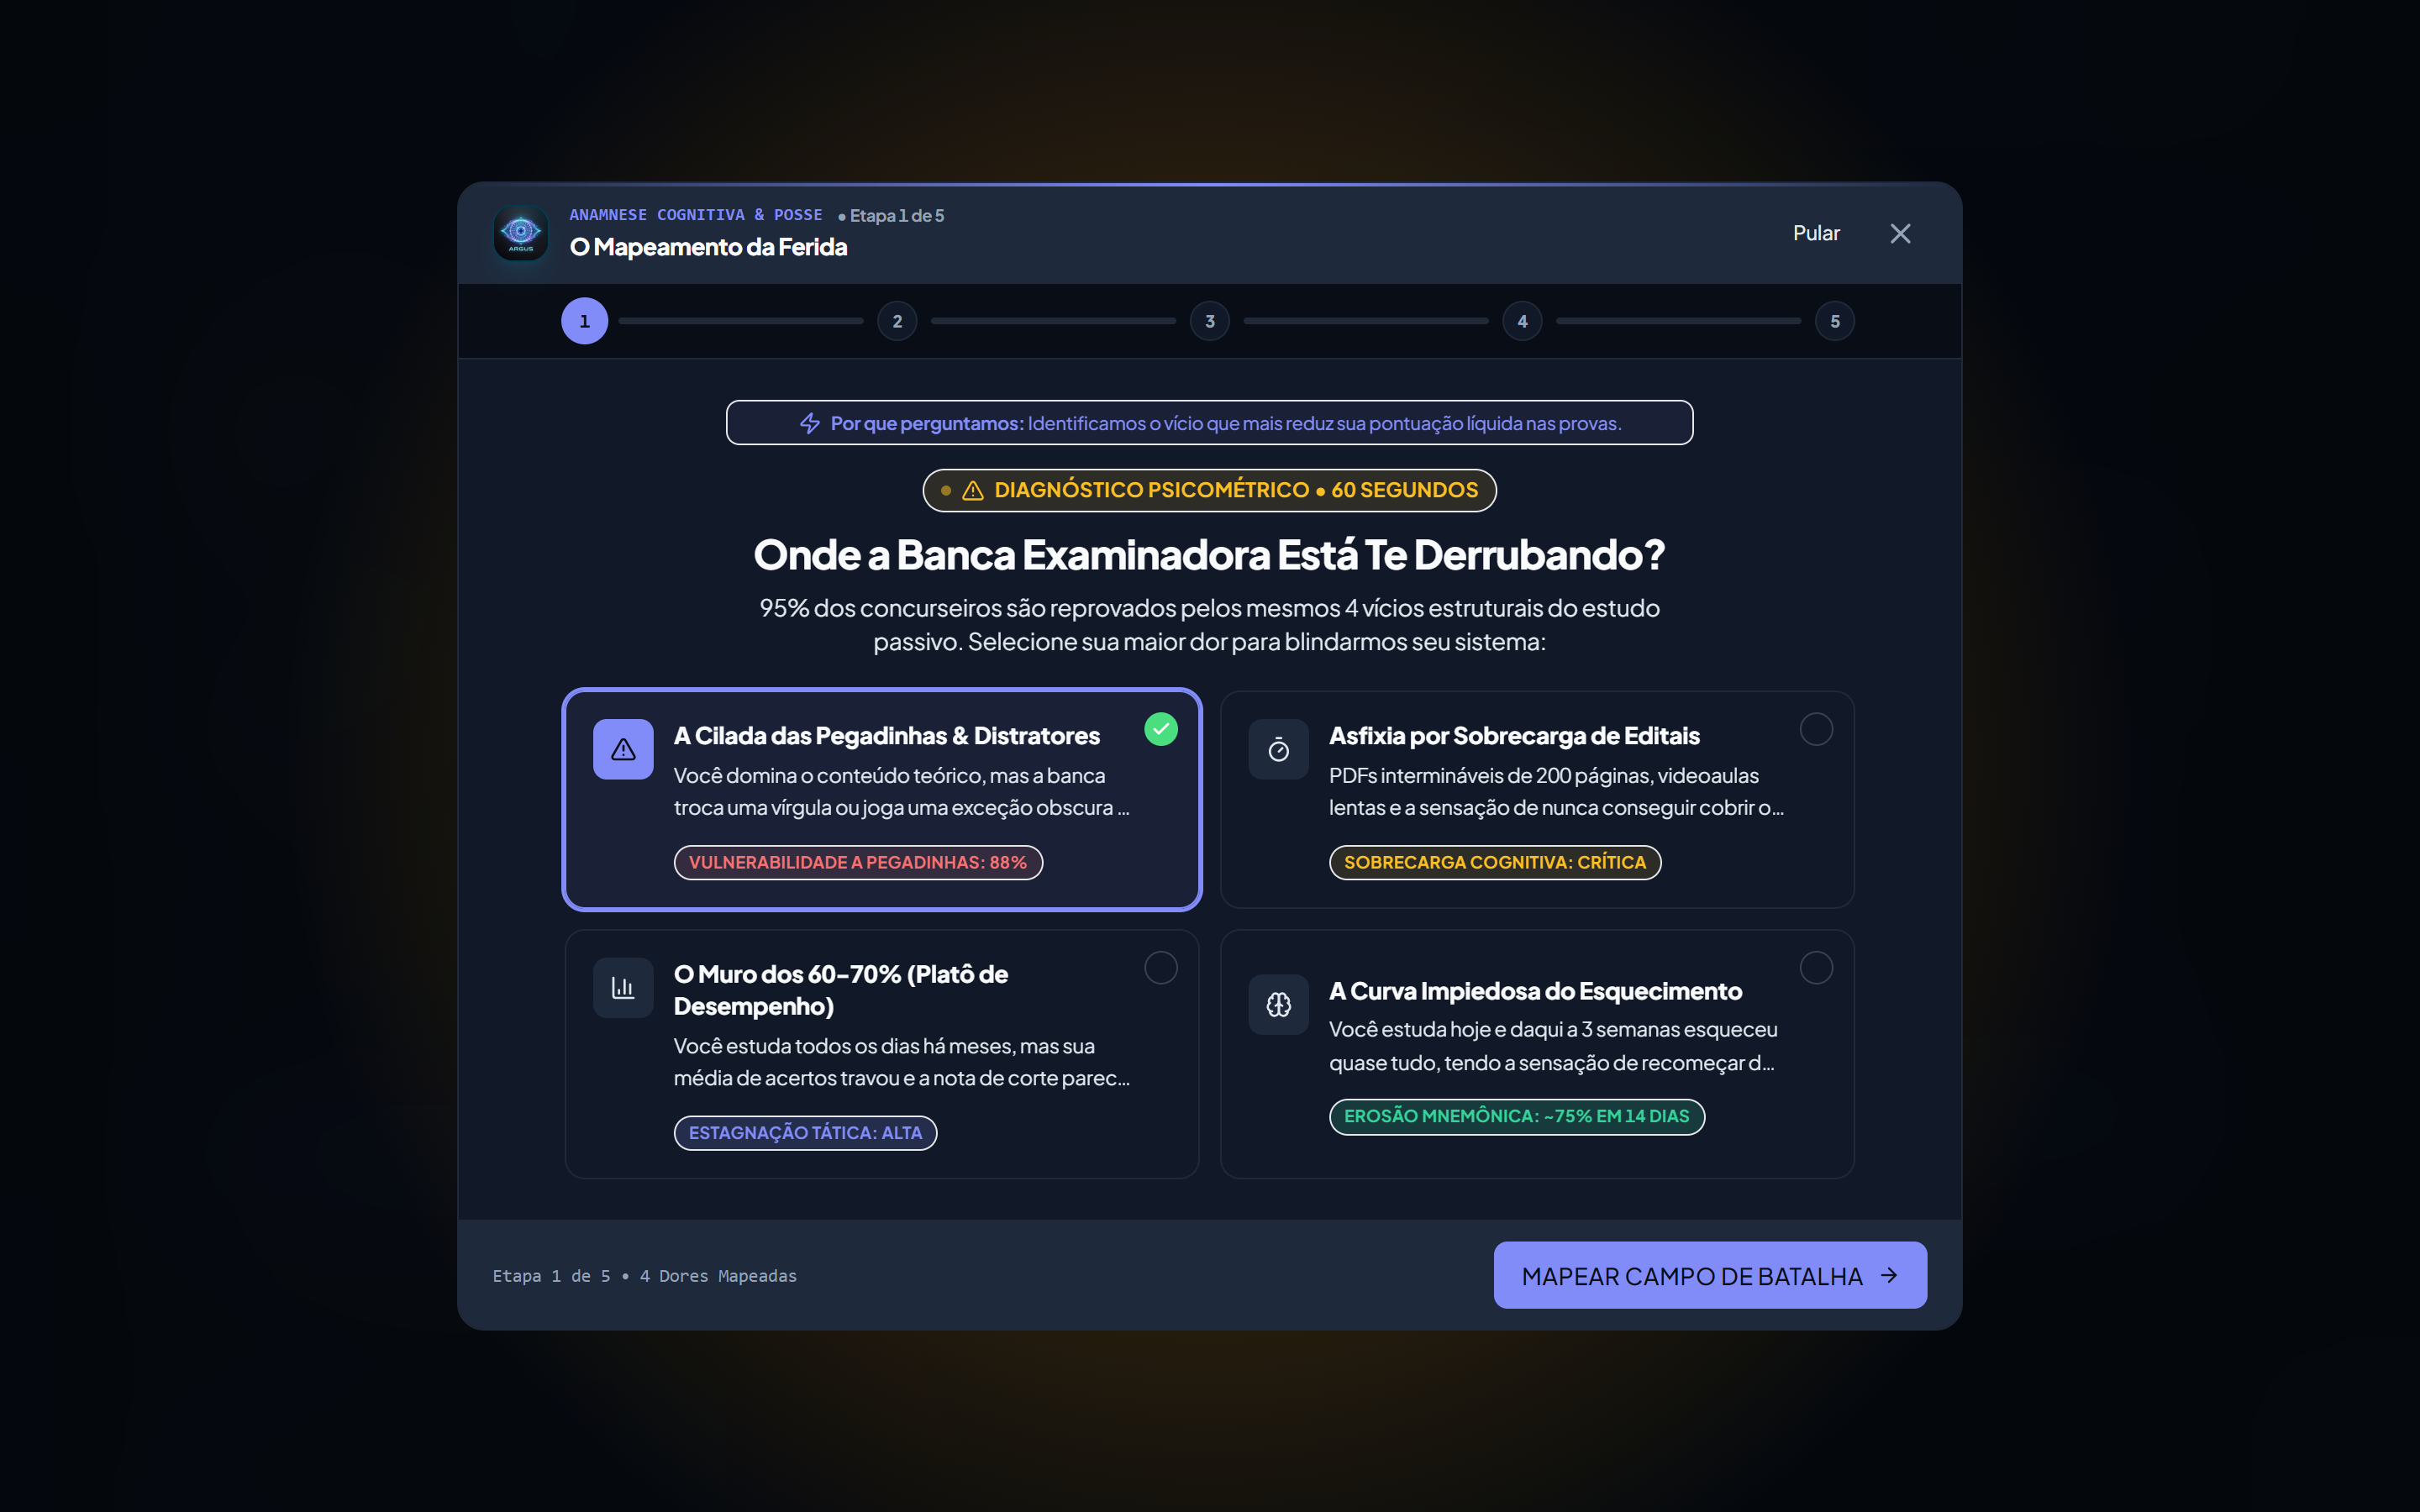 ARGUS
ANAMNESE COGNITIVA & POSSE • Etapa 1 de 5
O Mapeamento da Ferida
Pular
1 2 3 4 5
Por que perguntamos: Identificamos o vício que mais reduz sua pontuação líquida nas provas.
DIAGNÓSTICO PSICOMÉTRICO • 60 SEGUNDOS
Onde a Banca Examinadora Está Te Derrubando?
95% dos concurseiros são reprovados pelos mesmos 4 vícios estruturais do estudo
passivo. Selecione sua maior dor para blindarmos seu sistema:
A Cilada das Pegadinhas & Distratores
Você domina o conteúdo teórico, mas a banca
troca uma vírgula ou joga uma exceção obscura ...
VULNERABILIDADE A PEGADINHAS: 88%
Asfixia por Sobrecarga de Editais
PDFs intermináveis de 200 páginas, videoaulas
lentas e a sensação de nunca conseguir cobrir o...
SOBRECARGA COGNITIVA: CRÍTICA
O Muro dos 60–70% (Platô de
Desempenho)
Você estuda todos os dias há meses, mas sua
média de acertos travou e a nota de corte parec...
ESTAGNAÇÃO TÁTICA: ALTA
A Curva Impiedosa do Esquecimento
Você estuda hoje e daqui a 3 semanas esqueceu
quase tudo, tendo a sensação de recomeçar d...
EROSÃO MNEMÔNICA: ~75% EM 14 DIAS
Etapa 1 de 5 • 4 Dores Mapeadas
MAPEAR CAMPO DE BATALHA →